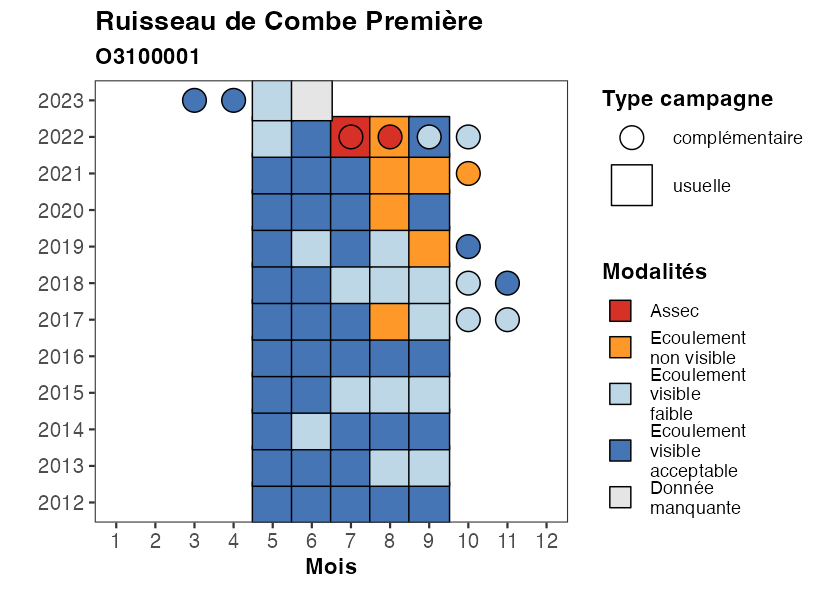 Ruisseau de Combe Première
O3100001
2023
2022
2021
2020
2019
2018
2017
2016
2015
2014
2013
2012
1 2 3 4 5 6 7 8 9 10 11 12
Mois
Type campagne
complémentaire
usuelle
Modalités
Assec
Ecoulement
non visible
Ecoulement
visible
faible
Ecoulement
visible
acceptable
Donnée
manquante